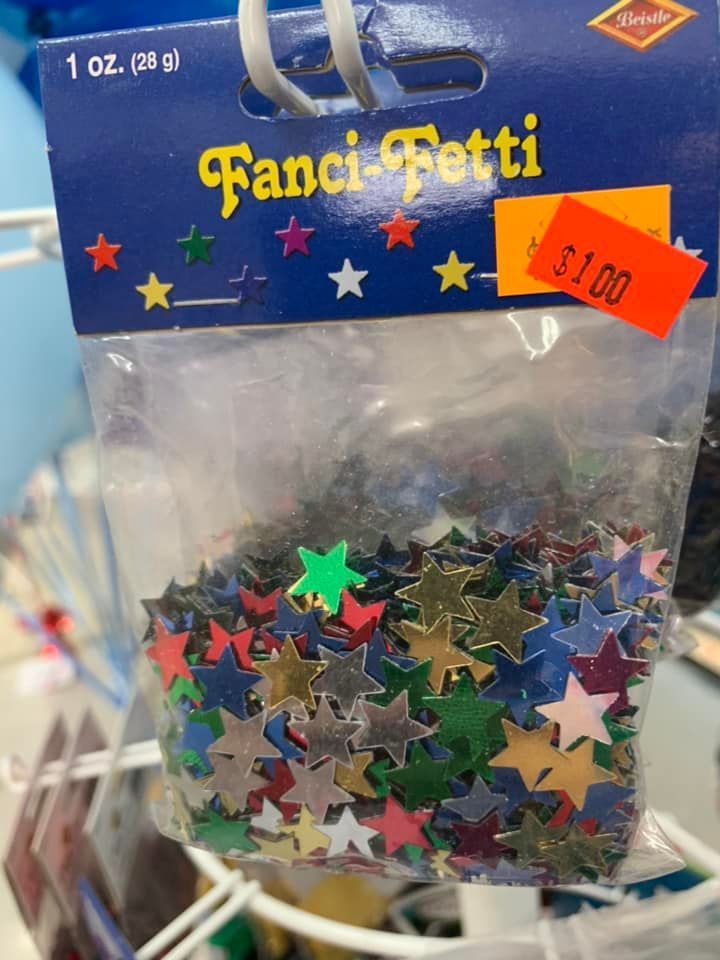 Beistle
1 OZ. (28 g)
Fanci-Fetti
$1.00